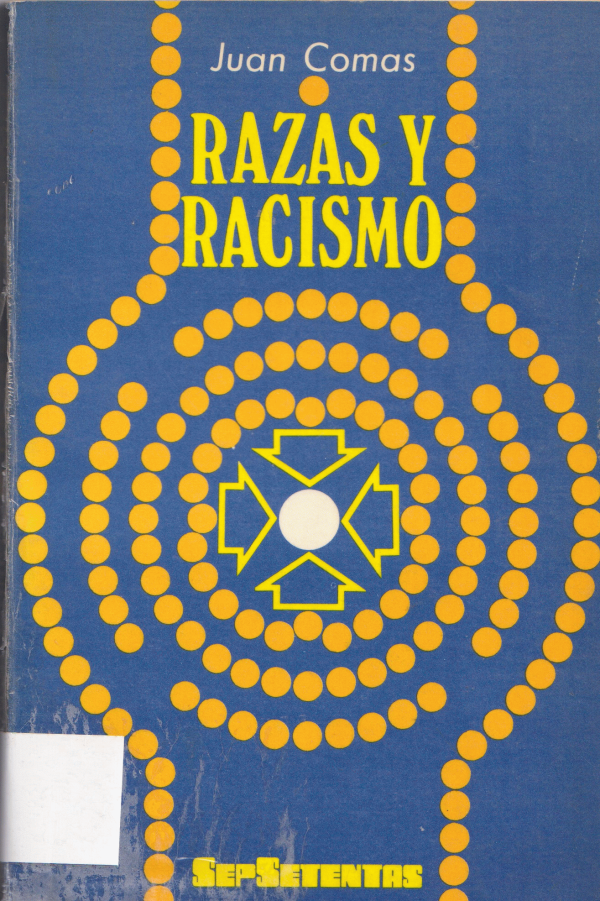 Juan Comas
RAZAS Y
RACISMO
SEPSETENTAS